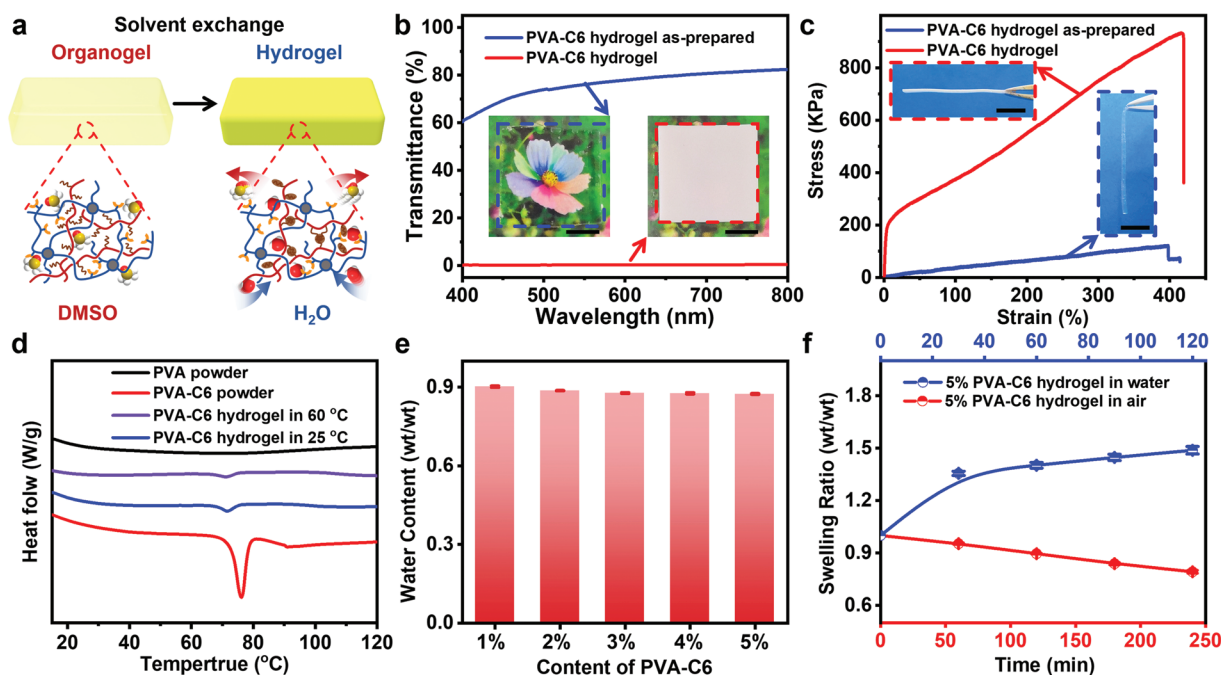 a
Solvent exchange
Organogel
Hydrogel
DMSO
H₂O
b
PVA-C6 hydrogel as-prepared
PVA-C6 hydrogel
Transmittance (%)
100
80
60
40
20
0
400 500 600 700 800
Wavelength (nm)
c
PVA-C6 hydrogel as-prepared
PVA-C6 hydrogel
Stress (KPa)
800
600
400
200
0
0 100 200 300 400
Strain (%)
d
PVA powder
PVA-C6 powder
PVA-C6 hydrogel in 60 °C
PVA-C6 hydrogel in 25 °C
Heat folw (W/g)
20 40 60 80 100 120
Tempertrue (°C)
e
Water Content (wt/wt)
0.9
0.6
0.3
0.0
1% 2% 3% 4% 5%
Content of PVA-C6
f
0 30 60 90 120
5% PVA-C6 hydrogel in water
5% PVA-C6 hydrogel in air
Swelling Ratio (wt/wt)
1.8
1.5
1.2
0.9
0.6
0 50 100 150 200 250
Time (min)